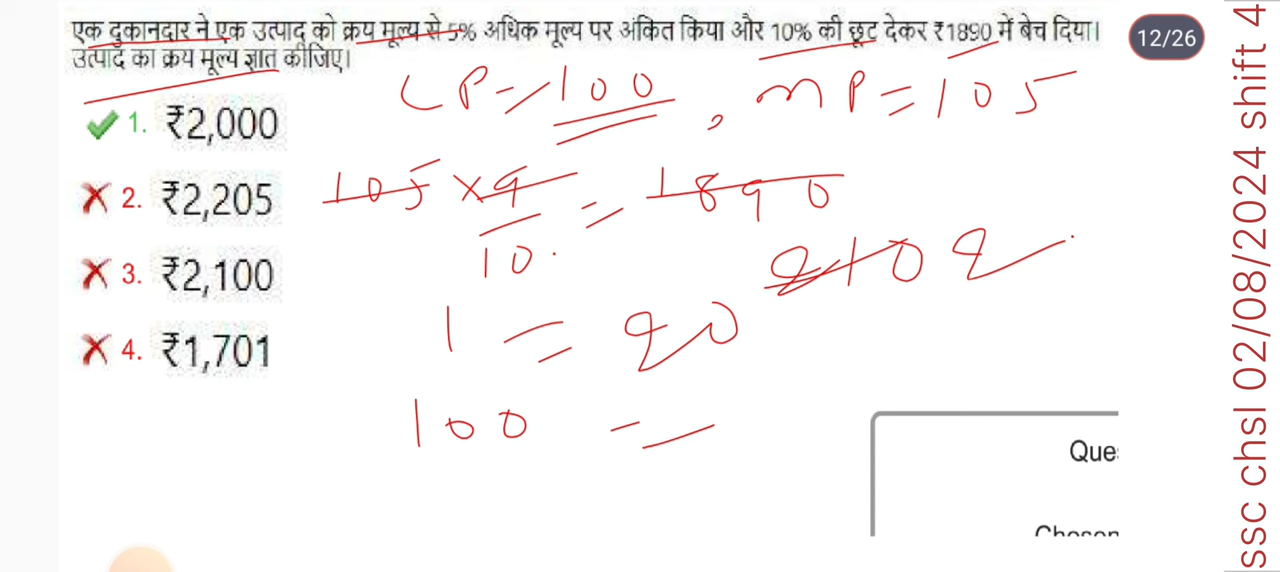 एक दुकानदार ने एक उत्पाद को क्रय मूल्य से 5% अधिक मूल्य पर अंकित किया और 10% की छूट देकर ₹1890 में बेच दिया।
उत्पाद का क्रय मूल्य ज्ञात कीजिए।
12/26
CP = 100, MP = 105
1. ₹2,000
2. ₹2,205
105 × 9 = 1890
10
3. ₹2,100
2102
1 = 20
4. ₹1,701
100 =
Que
Chosen
ssc chsl 02/08/2024 shift 4